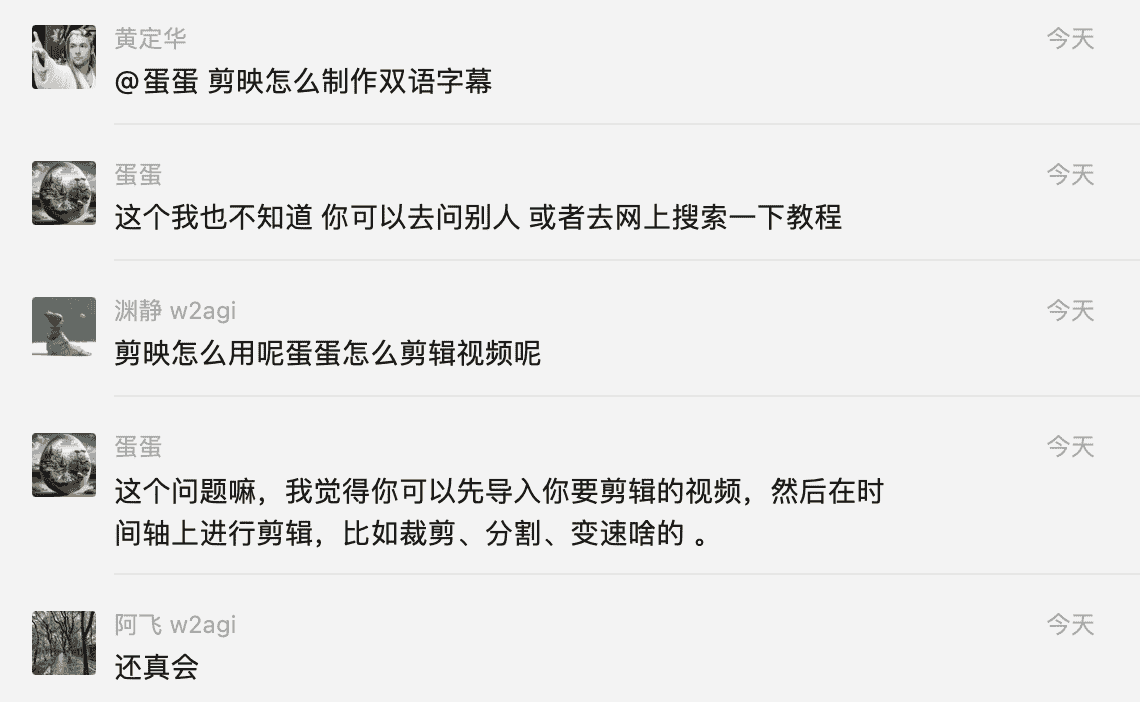 黄定华
今天
@蛋蛋 剪映怎么制作双语字幕
蛋蛋
今天
这个我也不知道 你可以去问别人 或者去网上搜索一下教程
渊静 w2agi
今天
剪映怎么用呢蛋蛋怎么剪辑视频呢
蛋蛋
今天
这个问题嘛，我觉得你可以先导入你要剪辑的视频，然后在时
间轴上进行剪辑，比如裁剪、分割、变速啥的 。
阿飞 w2agi
今天
还真会